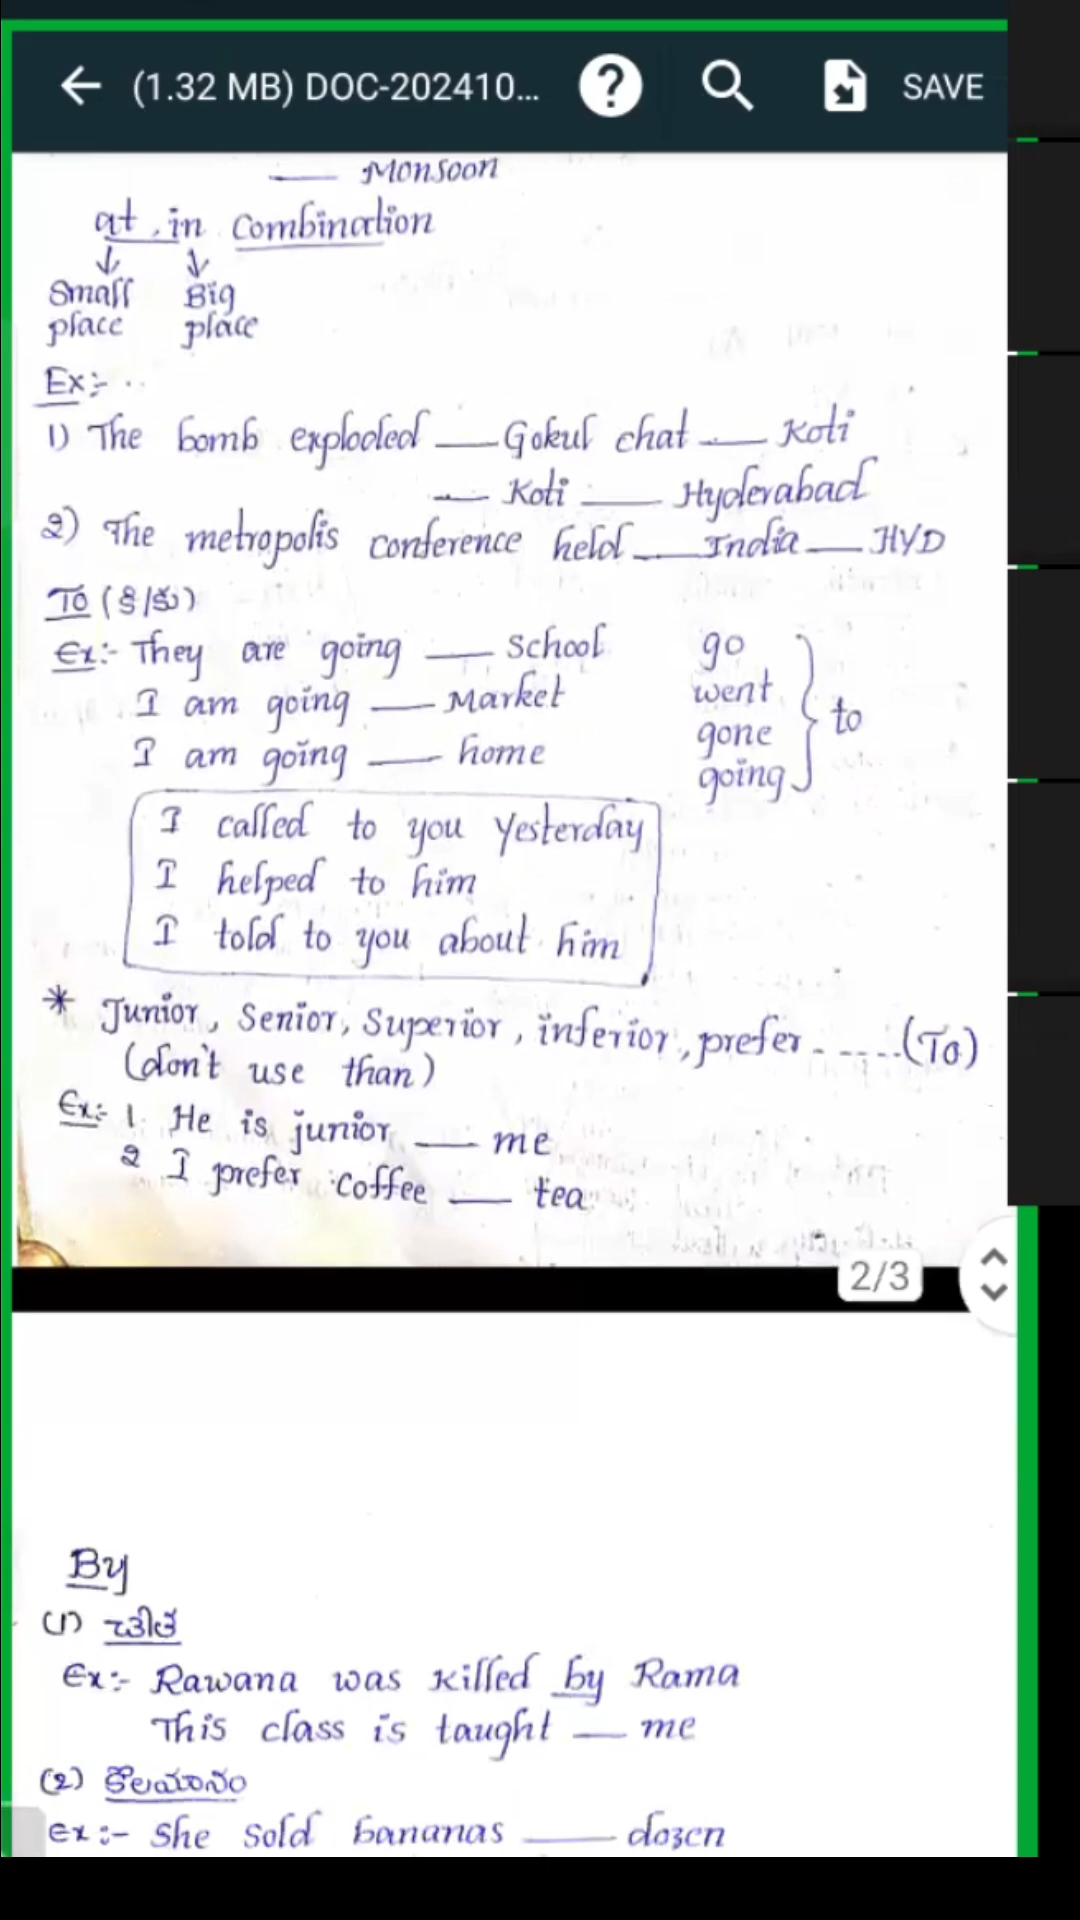 (1.32 MB) DOC-202410... ? SAVE
— Monsoon
at, in Combination
↓ ↓
Small Big
place place
Ex:-
1) The bomb exploded ___ Gokul chat ___ Koti
___ Koti ___ Hyderabad
2) The metropolis conference held ___ India ___ HYD
To (కి/కు)
Ex:- They are going ___ School
I am going ___ Market
I am going ___ home
go
went
gone
going
to
I called to you yesterday
I helped to him
I told to you about him
* Junior, Senior, Superior, inferior, prefer - ---- (To)
(don't use than)
Ex:- 1. He is junior ___ me
2 I prefer coffee ___ tea
2/3
By
(1) చేత
Ex:- Rawana was killed by Rama
This class is taught ___ me
(2) కొలమానం
Ex:- She sold bananas ___ dozen